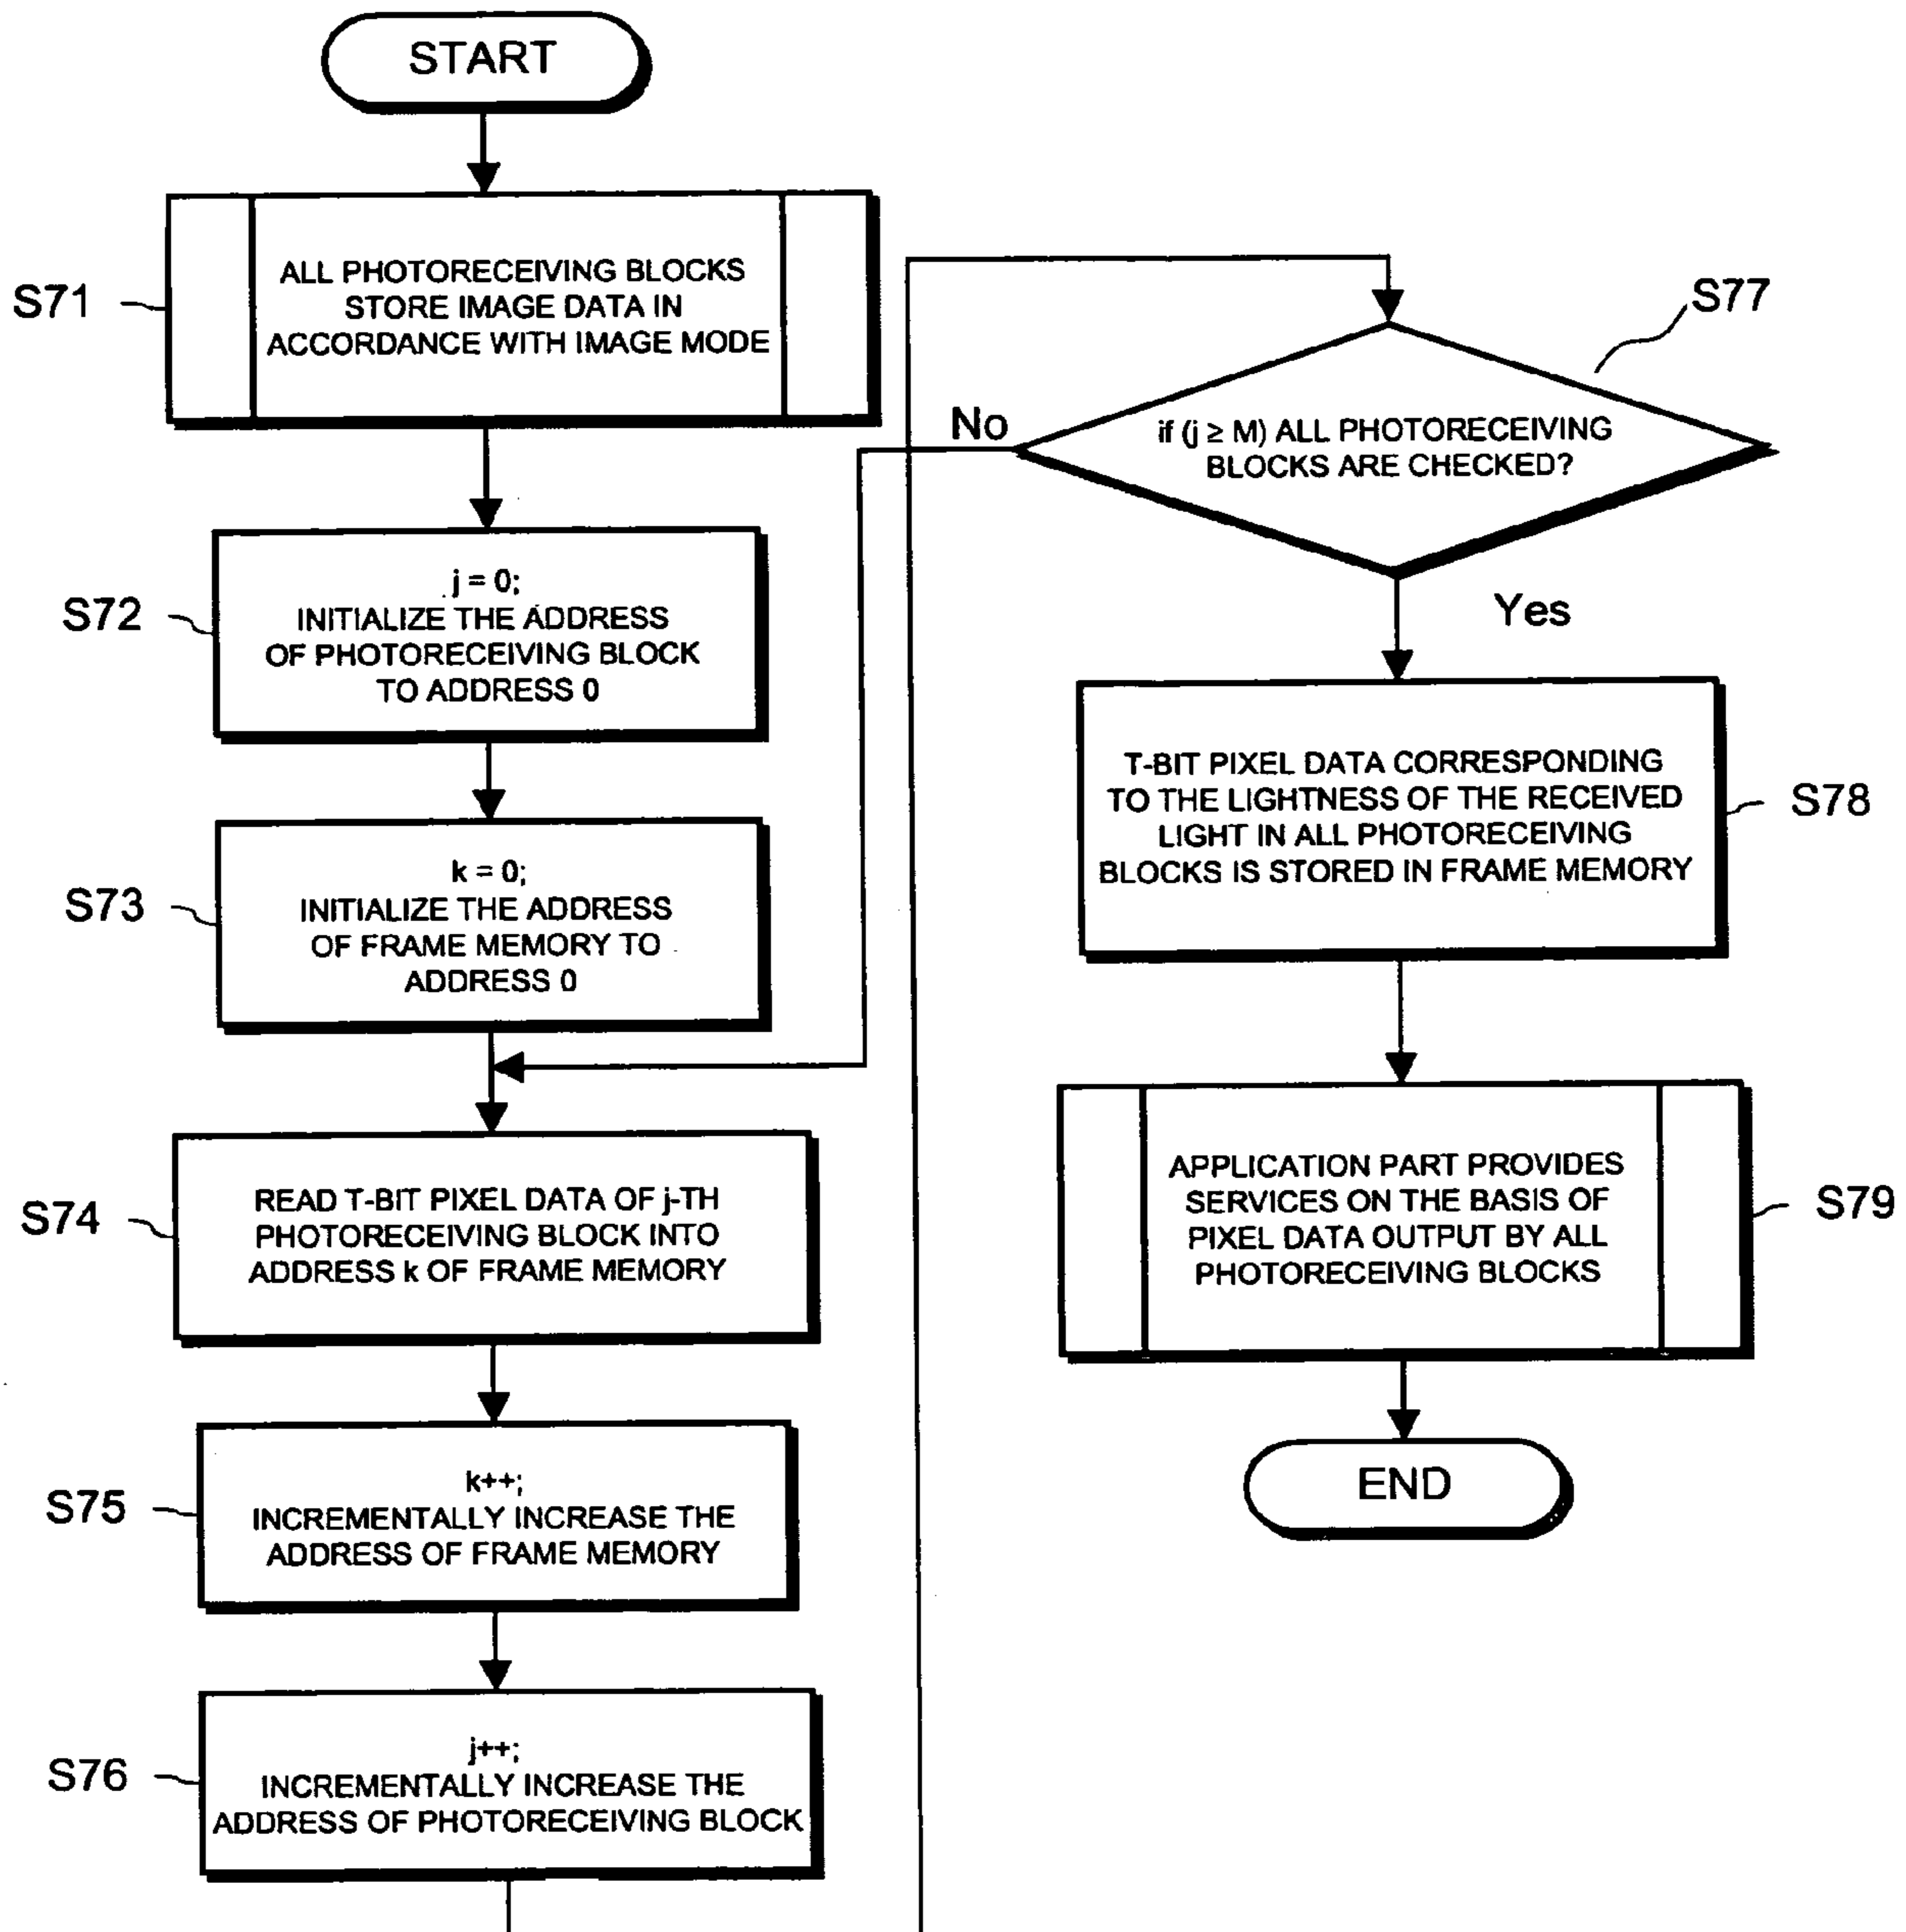 START
S71
ALL PHOTORECEIVING BLOCKS
STORE IMAGE DATA IN
ACCORDANCE WITH IMAGE MODE
S72
j = 0;
INITIALIZE THE ADDRESS
OF PHOTORECEIVING BLOCK
TO ADDRESS 0
S73
k = 0;
INITIALIZE THE ADDRESS
OF FRAME MEMORY TO
ADDRESS 0
S74
READ T-BIT PIXEL DATA OF j-TH
PHOTORECEIVING BLOCK INTO
ADDRESS k OF FRAME MEMORY
S75
k++;
INCREMENTALLY INCREASE THE
ADDRESS OF FRAME MEMORY
S76
j++;
INCREMENTALLY INCREASE THE
ADDRESS OF PHOTORECEIVING BLOCK
S77
if (j ≥ M) ALL PHOTORECEIVING
BLOCKS ARE CHECKED?
No
Yes
T-BIT PIXEL DATA CORRESPONDING
TO THE LIGHTNESS OF THE RECEIVED
LIGHT IN ALL PHOTORECEIVING
BLOCKS IS STORED IN FRAME MEMORY
S78
APPLICATION PART PROVIDES
SERVICES ON THE BASIS OF
PIXEL DATA OUTPUT BY ALL
PHOTORECEIVING BLOCKS
S79
END